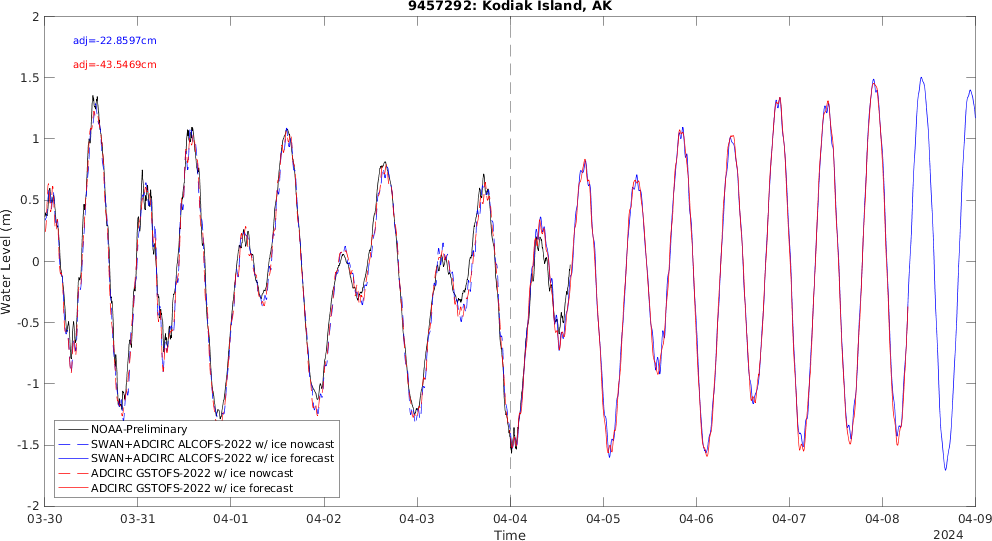 9457292: Kodiak Island, AK
adj=-22.8597cm
adj=-43.5469cm
2
1.5
1
0.5
0
-0.5
-1
-1.5
-2
Water Level (m)
NOAA-Preliminary
SWAN+ADCIRC ALCOFS-2022 w/ ice nowcast
SWAN+ADCIRC ALCOFS-2022 w/ ice forecast
ADCIRC GSTOFS-2022 w/ ice nowcast
ADCIRC GSTOFS-2022 w/ ice forecast
03-30 03-31 04-01 04-02 04-03 04-04 04-05 04-06 04-07 04-08 04-09
Time
2024